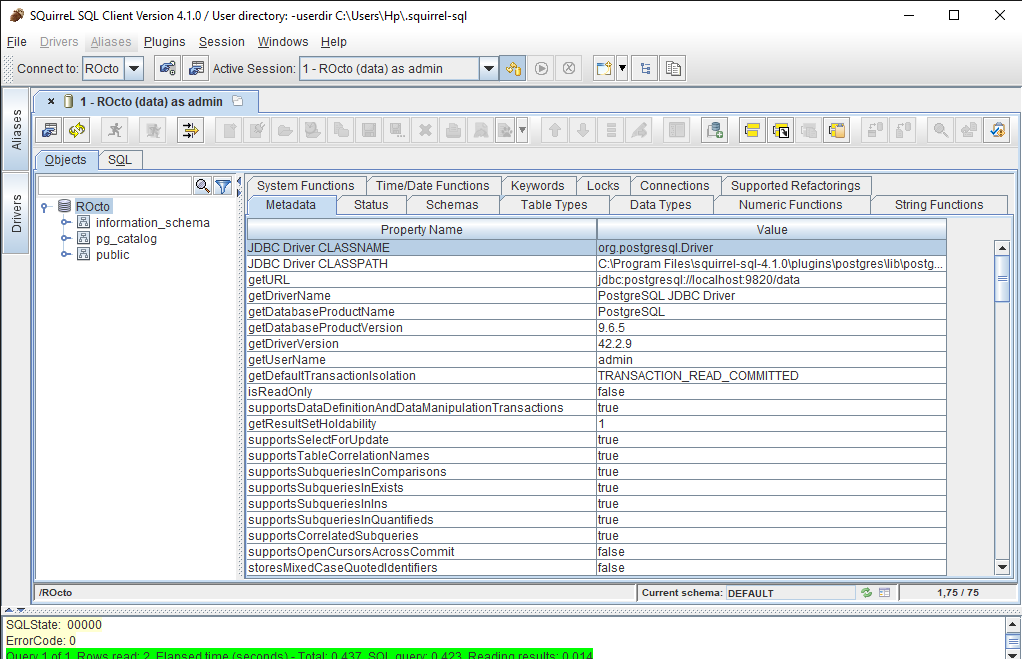 SQuirreL SQL Client Version 4.1.0 / User directory: -userdir C:\Users\Hp\.squirrel-sql
File Drivers Aliases Plugins Session Windows Help
Connect to: ROcto Active Session: 1 - ROcto (data) as admin
Aliases
Drivers
1 - ROcto (data) as admin
Objects SQL
ROcto
information_schema
pg_catalog
public
System Functions Time/Date Functions Keywords Locks Connections Supported Refactorings
Metadata Status Schemas Table Types Data Types Numeric Functions String Functions
Property Name Value
JDBC Driver CLASSNAME org.postgresql.Driver
JDBC Driver CLASSPATH C:\Program Files\squirrel-sql-4.1.0\plugins\postgres\lib\postg...
getURL jdbc:postgresql://localhost:9820/data
getDriverName PostgreSQL JDBC Driver
getDatabaseProductName PostgreSQL
getDatabaseProductVersion 9.6.5
getDriverVersion 42.2.9
getUserName admin
getDefaultTransactionIsolation TRANSACTION_READ_COMMITTED
isReadOnly false
supportsDataDefinitionAndDataManipulationTransactions true
getResultSetHoldability 1
supportsSelectForUpdate true
supportsTableCorrelationNames true
supportsSubqueriesInComparisons true
supportsSubqueriesInExists true
supportsSubqueriesInIns true
supportsSubqueriesInQuantifieds true
supportsCorrelatedSubqueries true
supportsOpenCursorsAcrossCommit false
storesMixedCaseQuotedIdentifiers false
/ROcto Current schema: DEFAULT 1,75 / 75
SQLState: 00000
ErrorCode: 0
Query 1 of 1, Rows read: 2, Elapsed time (seconds) - Total: 0,437, SQL query: 0,423, Reading results: 0,014